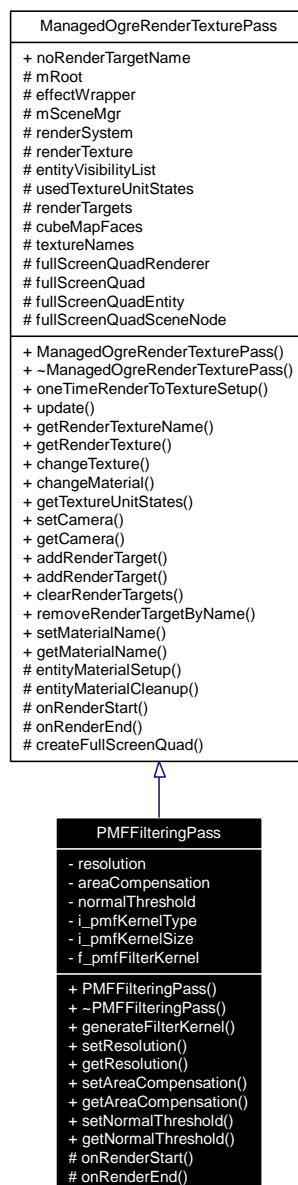 ManagedOgreRenderTexturePass
+ noRenderTargetName
# mRoot
# effectWrapper
# mSceneMgr
# renderSystem
# renderTexture
# entityVisibilityList
# usedTextureUnitStates
# renderTargets
# cubeMapFaces
# textureNames
# fullScreenQuadRenderer
# fullScreenQuad
# fullScreenQuadEntity
# fullScreenQuadSceneNode
+ ManagedOgreRenderTexturePass()
+ ~ManagedOgreRenderTexturePass()
+ oneTimeRenderToTextureSetup()
+ update()
+ getRenderTextureName()
+ getRenderTexture()
+ changeTexture()
+ changeMaterial()
+ getTextureUnitStates()
+ setCamera()
+ getCamera()
+ addRenderTarget()
+ addRenderTarget()
+ clearRenderTargets()
+ removeRenderTargetByName()
+ setMaterialName()
+ getMaterialName()
# entityMaterialSetup()
# entityMaterialCleanup()
# onRenderStart()
# onRenderEnd()
# createFullScreenQuad()
PMFFilteringPass
- resolution
- areaCompensation
- normalThreshold
- i_pmfKernelType
- i_pmfKernelSize
- f_pmfFilterKernel
+ PMFFilteringPass()
+ ~PMFFilteringPass()
+ generateFilterKernel()
+ setResolution()
+ getResolution()
+ setAreaCompensation()
+ getAreaCompensation()
+ setNormalThreshold()
+ getNormalThreshold()
# onRenderStart()
# onRenderEnd()